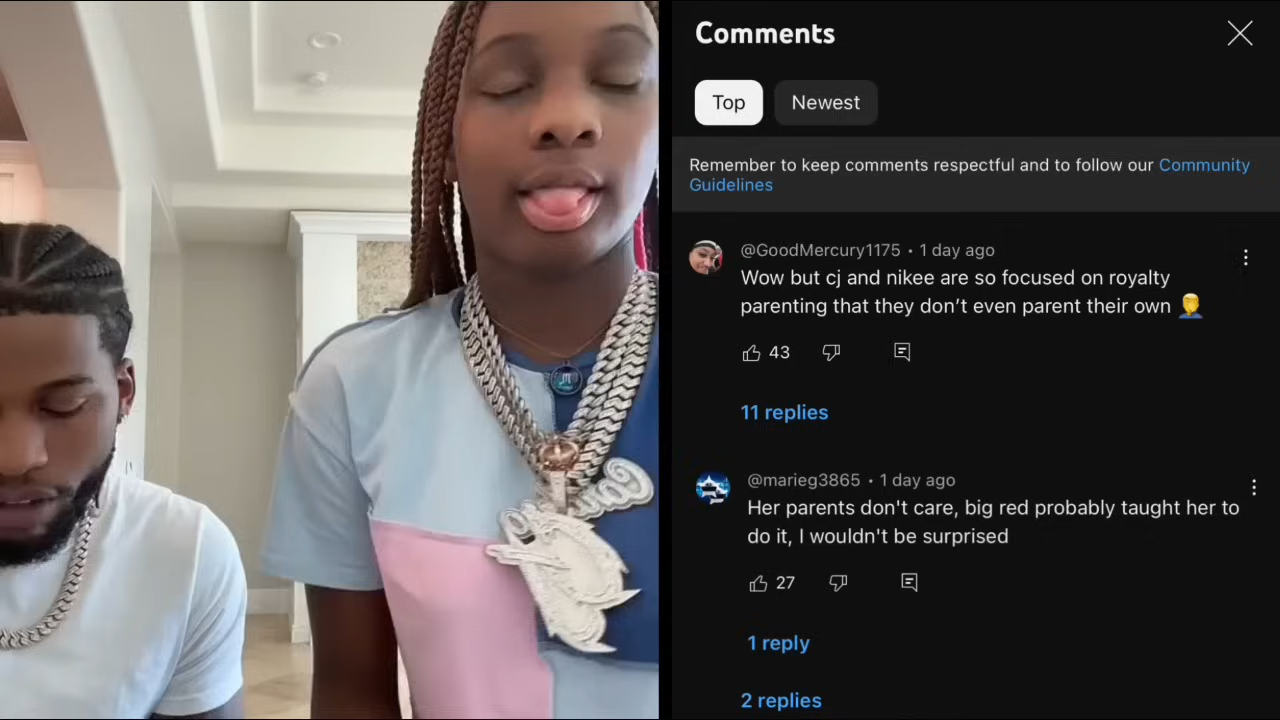 Comments
Top
Newest
Remember to keep comments respectful and to follow our Community
Guidelines
@GoodMercury1175 • 1 day ago
Wow but cj and nikee are so focused on royalty
parenting that they don’t even parent their own 🤦‍♂️
43
11 replies
@marieg3865 • 1 day ago
Her parents don't care, big red probably taught her to
do it, I wouldn't be surprised
27
1 reply
2 replies